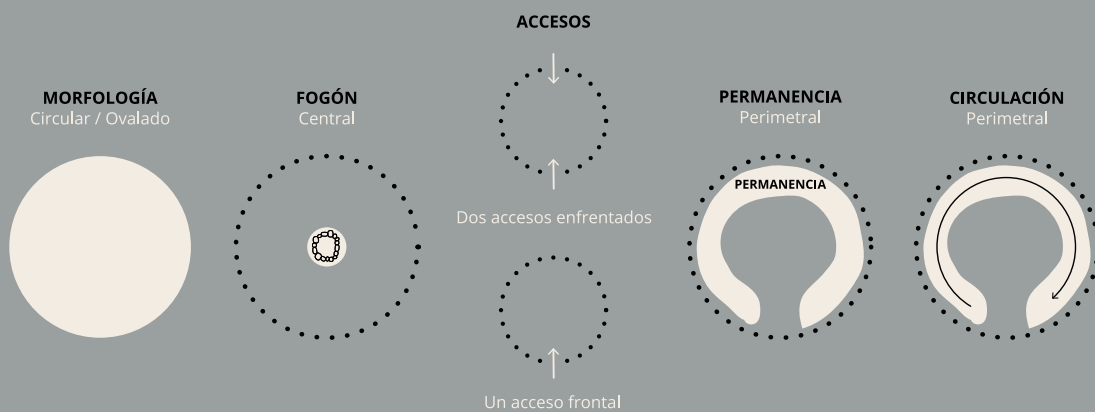 MORFOLOGÍA
Circular / Ovalado
FOGÓN
Central
ACCESOS
Dos accesos enfrentados
Un acceso frontal
PERMANENCIA
Perimetral
PERMANENCIA
CIRCULACIÓN
Perimetral